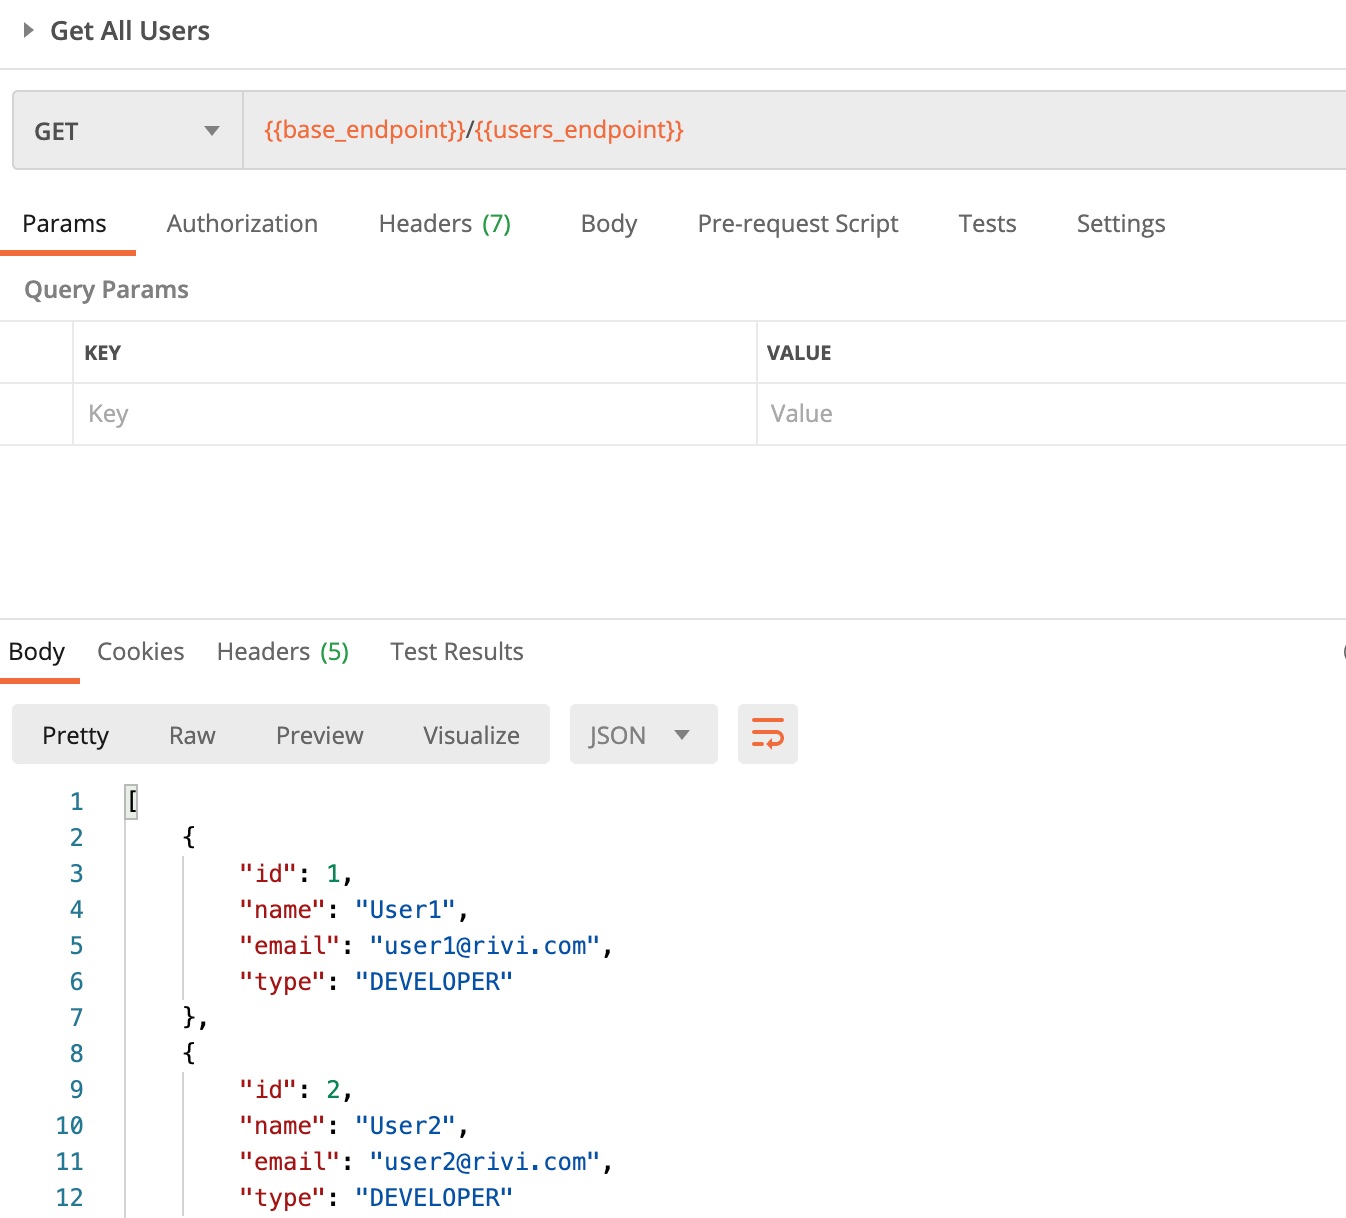 Get All Users
GET {{base_endpoint}}/{{users_endpoint}}
Params Authorization Headers (7) Body Pre-request Script Tests Settings
Query Params
KEY VALUE
Key Value
Body Cookies Headers (5) Test Results
Pretty Raw Preview Visualize JSON
1 [
2 {
3 "id": 1,
4 "name": "User1",
5 "email": "user1@rivi.com",
6 "type": "DEVELOPER"
7 },
8 {
9 "id": 2,
10 "name": "User2",
11 "email": "user2@rivi.com",
12 "type": "DEVELOPER"